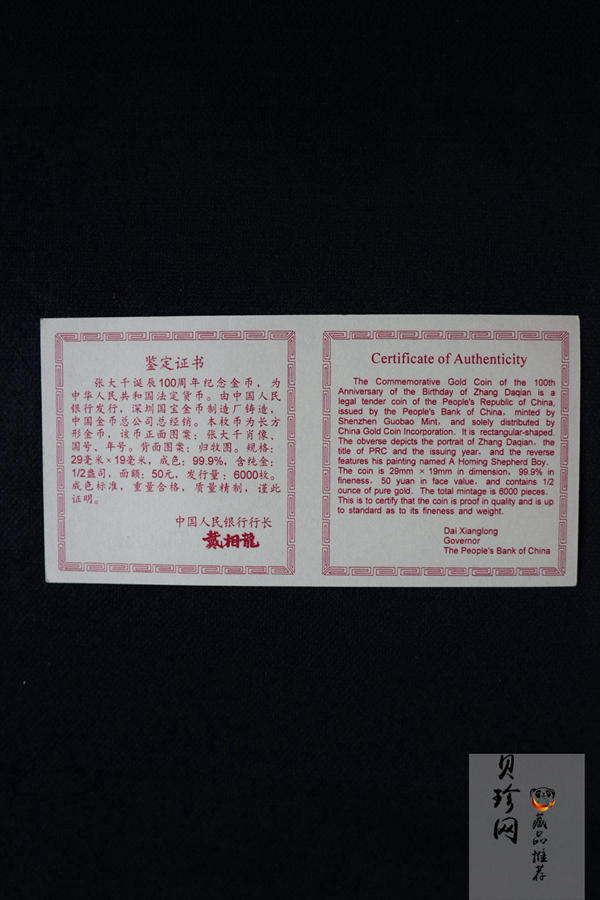 鉴定证书
张大千诞辰100周年纪念金币，为
中华人民共和国法定货币。由中国人民
银行发行，深圳国宝金币制造厂铸造，
中国金币总公司总经销。本枚币为长方
形金币，该币正面图案：张大千肖像、
国号、年号。背面图案：归牧图。规格：
29毫米×19毫米，成色：99.9%，含纯金：
1/2盎司，面额：50元，发行量：6000枚。
成色标准，重量合格，质量精制，谨此
证明。
中国人民银行行长
戴相龍
Certificate of Authenticity
The Commemorative Gold Coin of the 100th
Anniversary of the Birthday of Zhang Daqian is a
legal tender coin of the People's Republic of China,
issued by the People's Bank of China, minted by
Shenzhen Guobao Mint, and solely distributed by
China Gold Coin Incorporation. It is rectangular-shaped.
The obverse depicts the portrait of Zhang Daqian, the
title of PRC and the issuing year, and the reverse
features his painting named A Homing Shepherd Boy.
The coin is 29mm × 19mm in dimension, 99.9% in
fineness, 50 yuan in face value, and contains 1/2
ounce of pure gold. The total mintage is 6000 pieces.
This is to certify that the coin is proof in quality and is up
to standard as to its fineness and weight.
Dai Xianglong
Governor
The People's Bank of China
贝珍网
藏品推荐